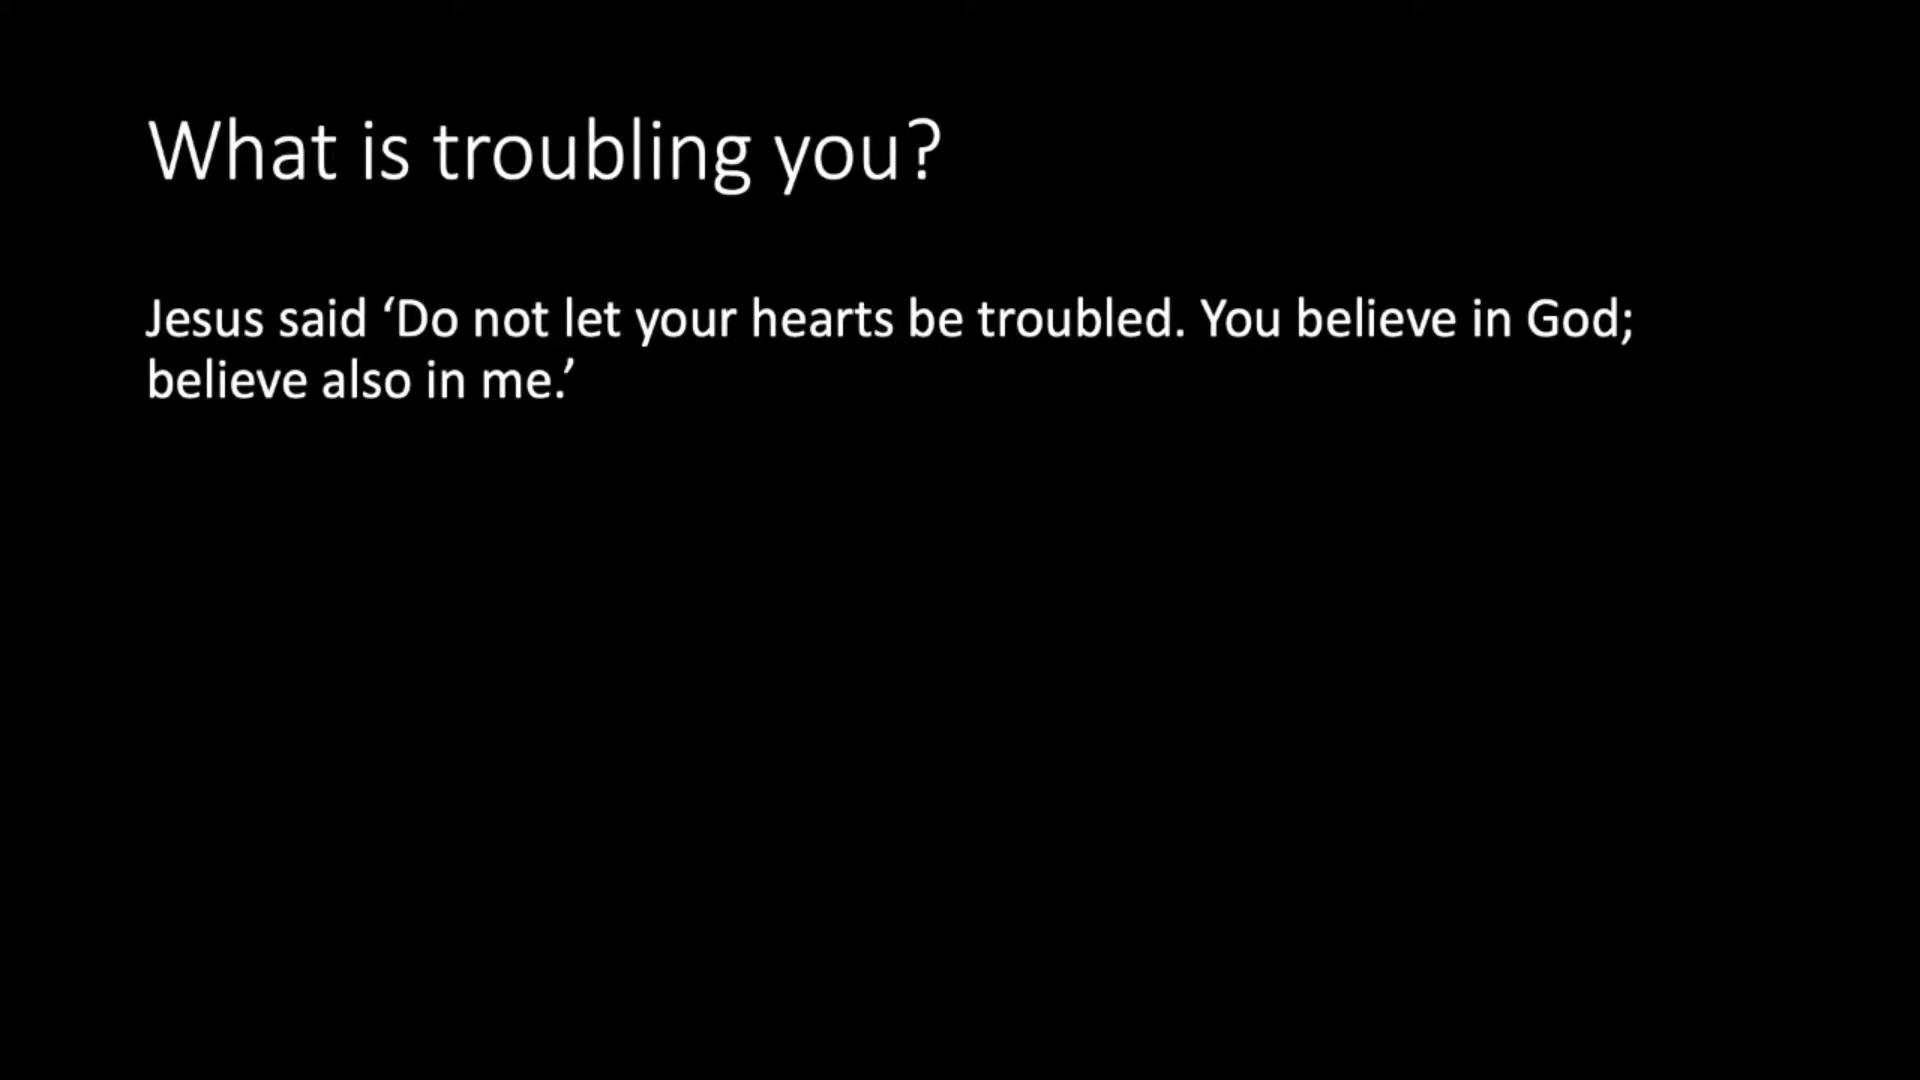 What is troubling you?
Jesus said ‘Do not let your hearts be troubled. You believe in God;
believe also in me.’